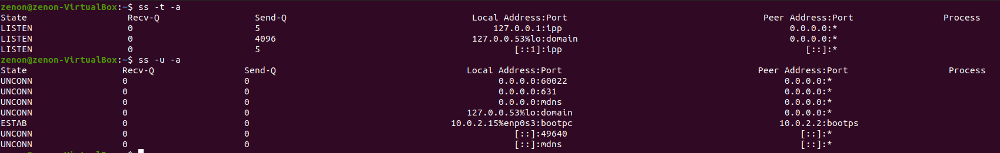 zenon@zenon-VirtualBox:~$ ss -t -a
State Recv-Q Send-Q Local Address:Port Peer Address:Port Process
LISTEN 0 5 127.0.0.1:ipp 0.0.0.0:*
LISTEN 0 4096 127.0.0.53%lo:domain 0.0.0.0:*
LISTEN 0 5 [::1]:ipp [::]:*
zenon@zenon-VirtualBox:~$ ss -u -a
State Recv-Q Send-Q Local Address:Port Peer Address:Port Process
UNCONN 0 0 0.0.0.0:60022 0.0.0.0:*
UNCONN 0 0 0.0.0.0:631 0.0.0.0:*
UNCONN 0 0 0.0.0.0:mdns 0.0.0.0:*
UNCONN 0 0 127.0.0.53%lo:domain 0.0.0.0:*
ESTAB 0 0 10.0.2.15%enp0s3:bootpc 10.0.2.2:bootps
UNCONN 0 0 [::]:49640 [::]:*
UNCONN 0 0 [::]:mdns [::]:*